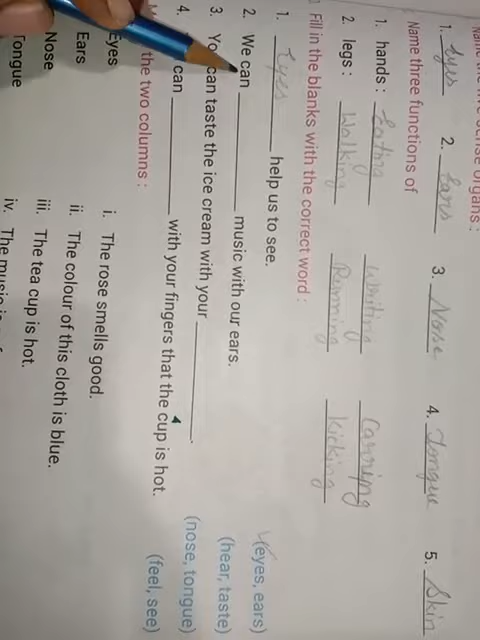 sense organs:
1. Eyes 2. Ears 3. Nose 4. Tongue 5. Skin
Name three functions of
1. hands: Eating Writing Carrying
2. legs: Walking Running Kicking
Fill in the blanks with the correct word:
1. Eyes help us to see. (eyes, ears)
2. We can ____ music with our ears. (hear, taste)
3. You can taste the ice cream with your ____. (nose, tongue)
4. can ____ with your fingers that the cup is hot. (feel, see)
the two columns:
Eyes i. The rose smells good.
Ears ii. The colour of this cloth is blue.
Nose iii. The tea cup is hot.
Tongue iv. The music is